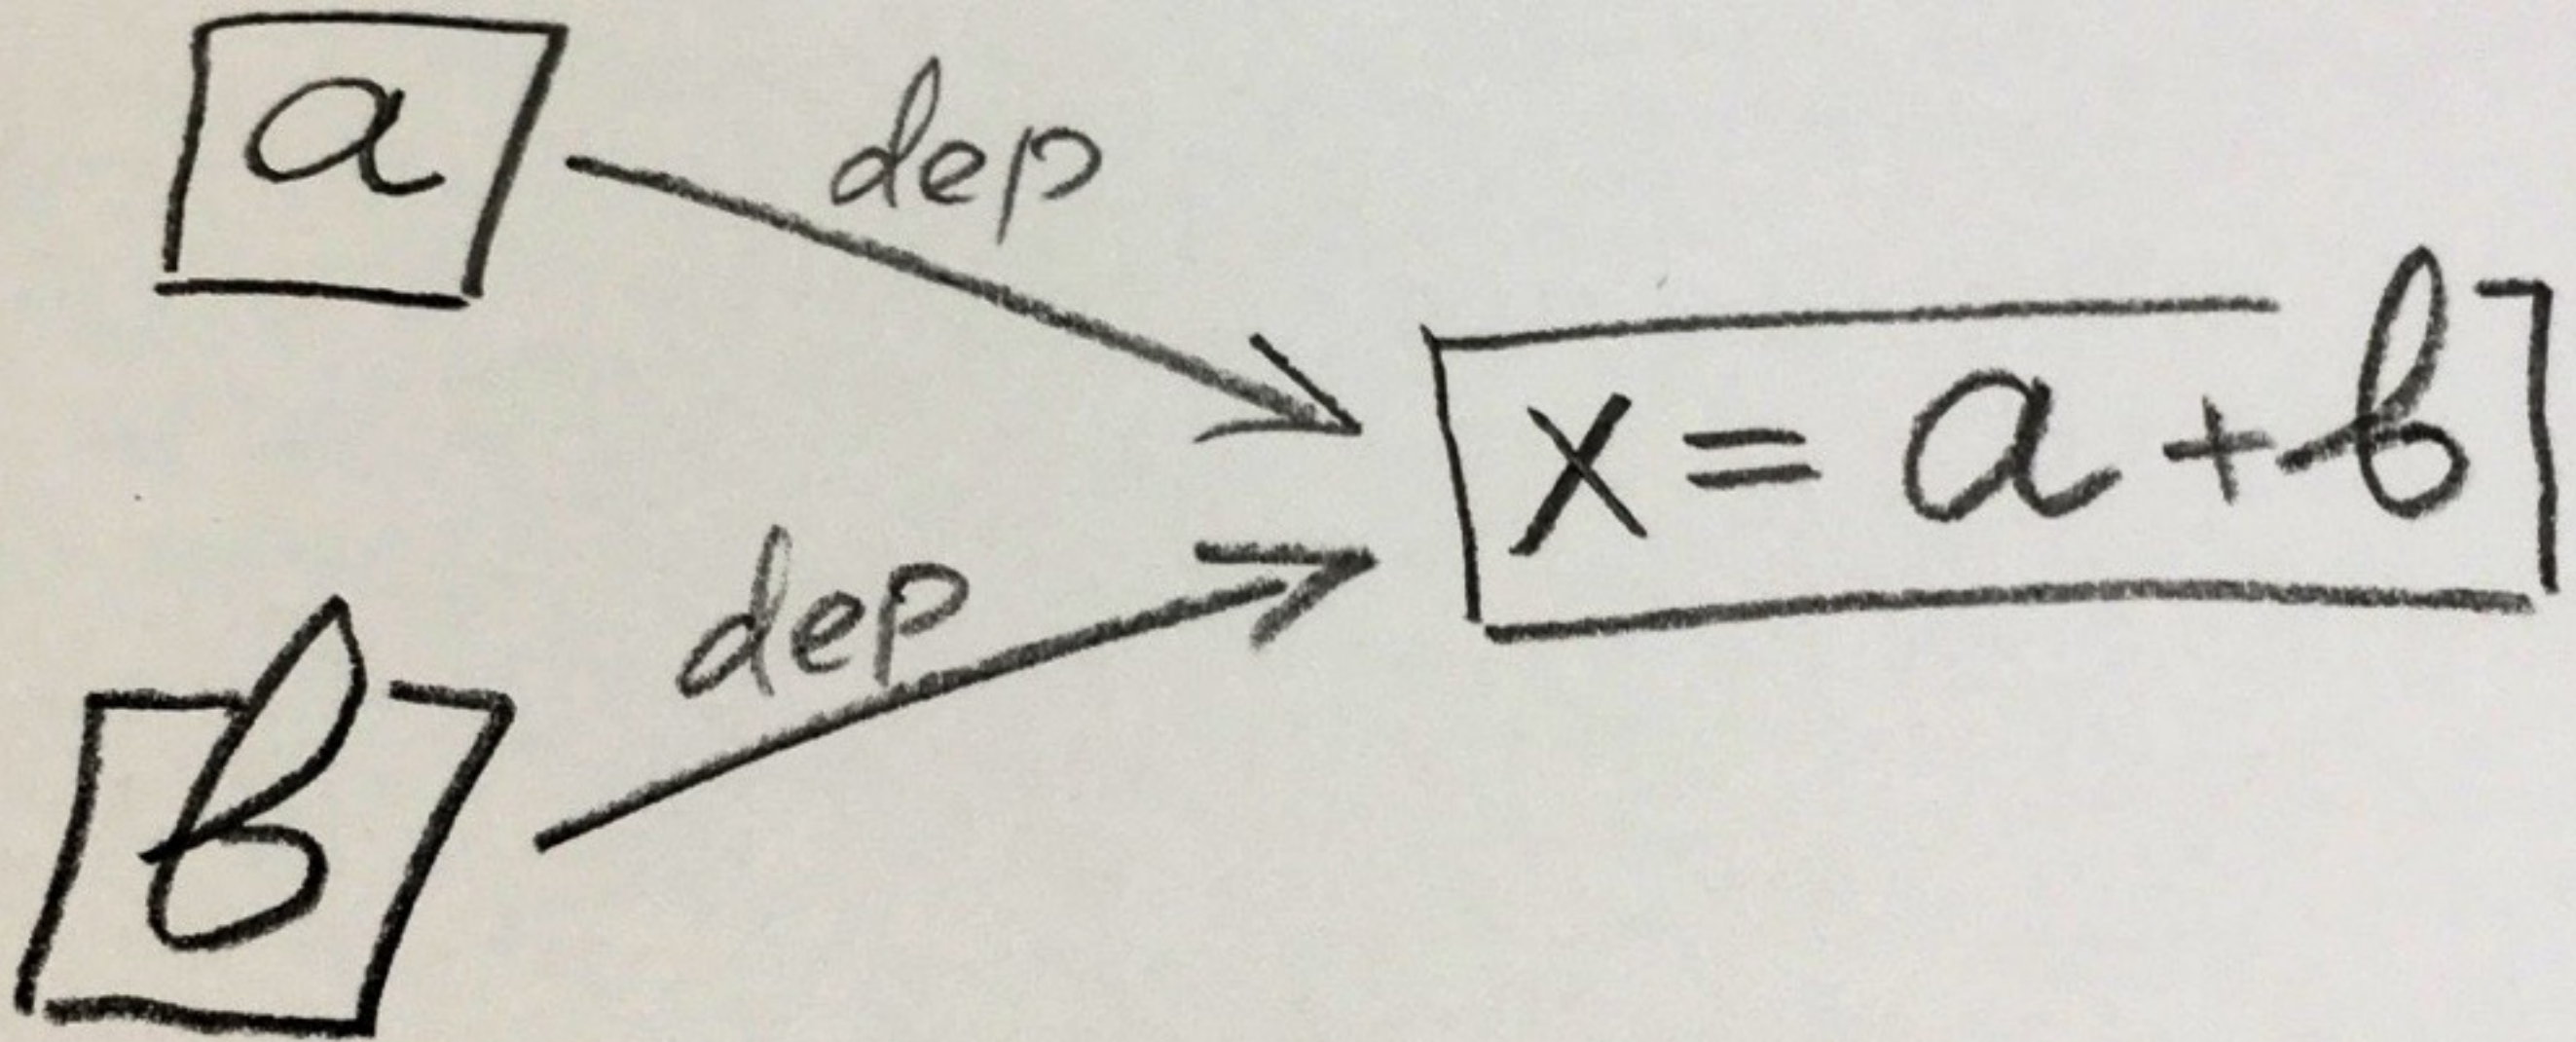 a
dep
x = a + b
dep
b